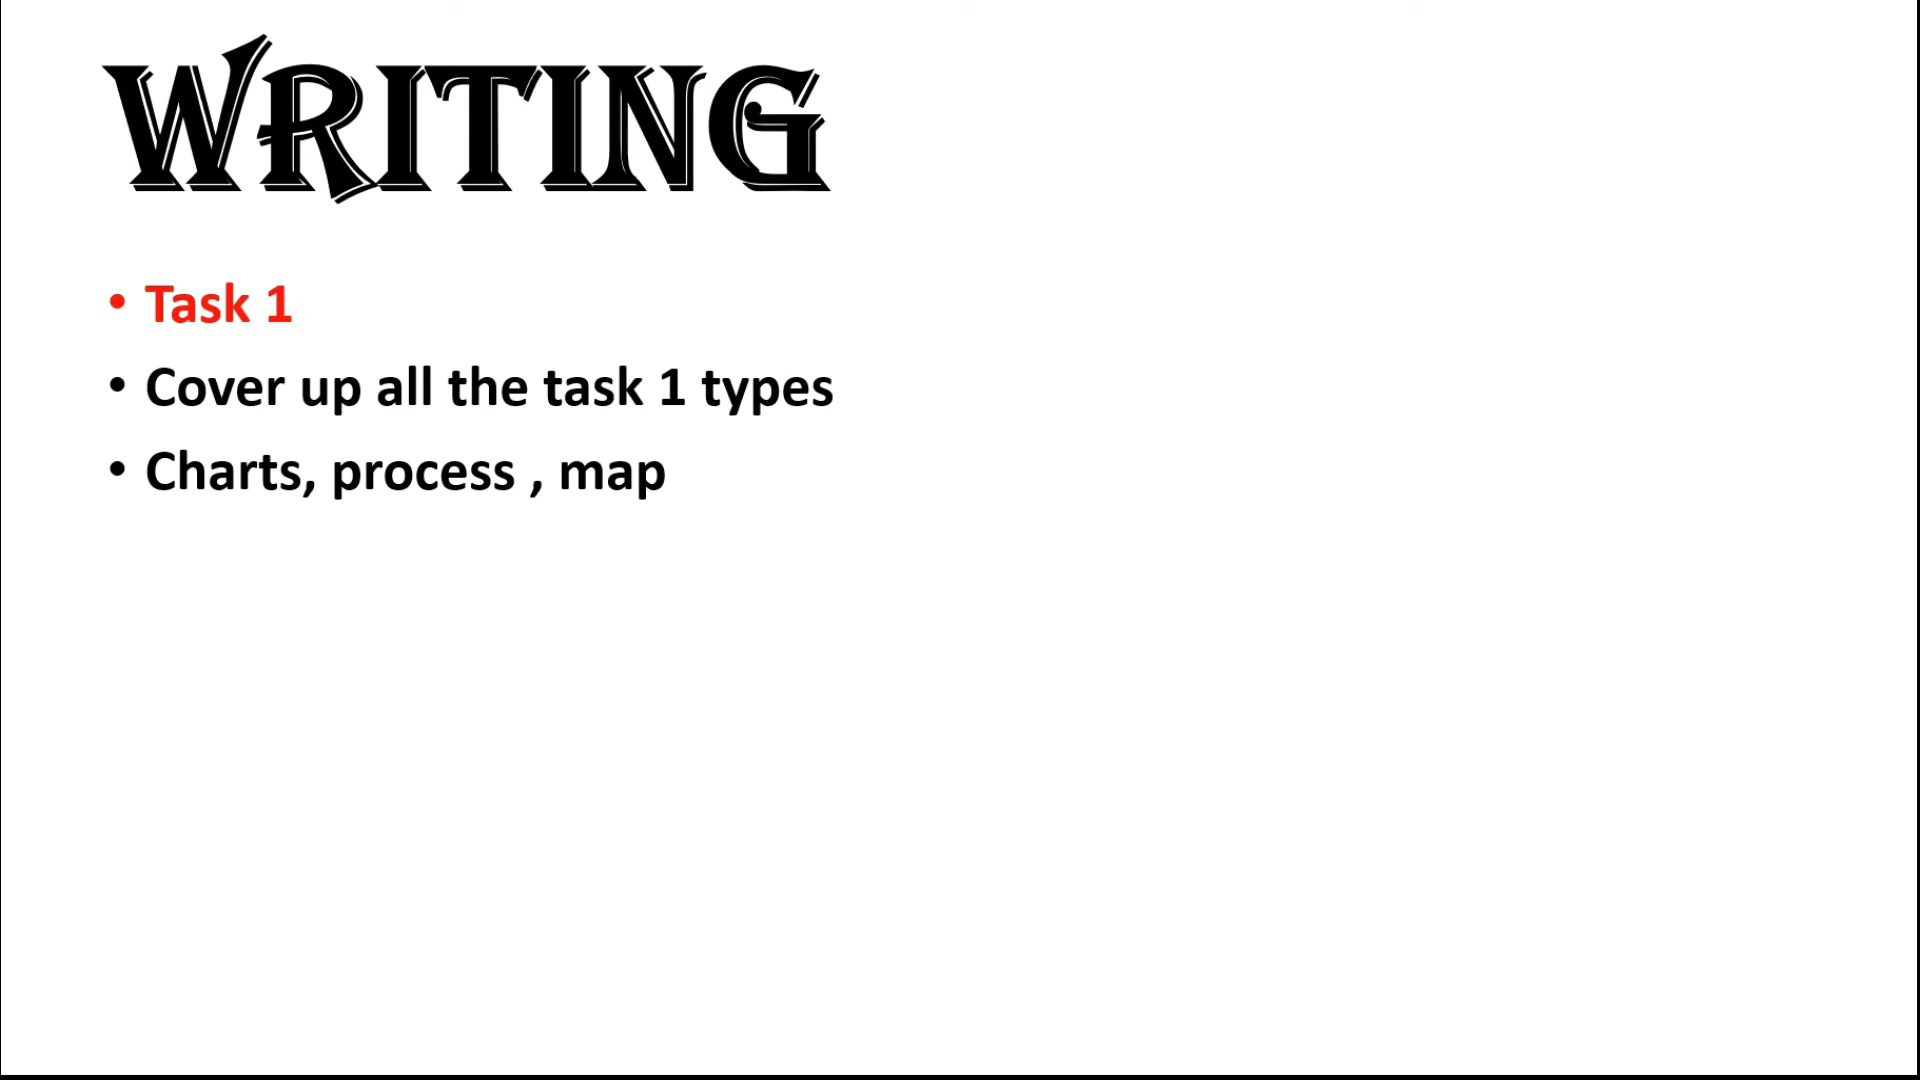 WRITING
• Task 1
• Cover up all the task 1 types
• Charts, process , map